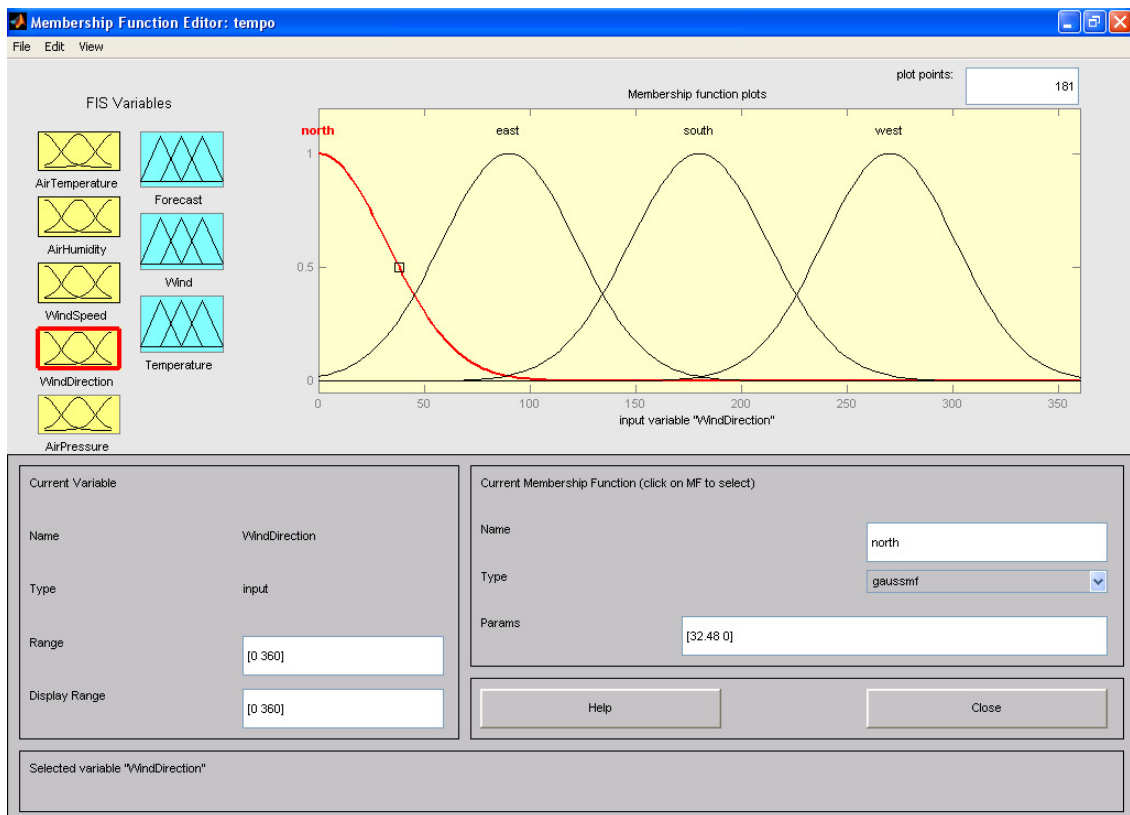 Membership Function Editor: tempo
File Edit View
FIS Variables
AirTemperature
AirHumidity
WindSpeed
WindDirection
AirPressure
Forecast
Wind
Temperature
plot points:
181
Membership function plots
north east south west
1
0.5
0
0 50 100 150 200 250 300 350
input variable "WindDirection"
Current Variable
Name WindDirection
Type input
Range [0 360]
Display Range [0 360]
Current Membership Function (click on MF to select)
Name north
Type gaussmf
Params [32.48 0]
Help Close
Selected variable "WindDirection"